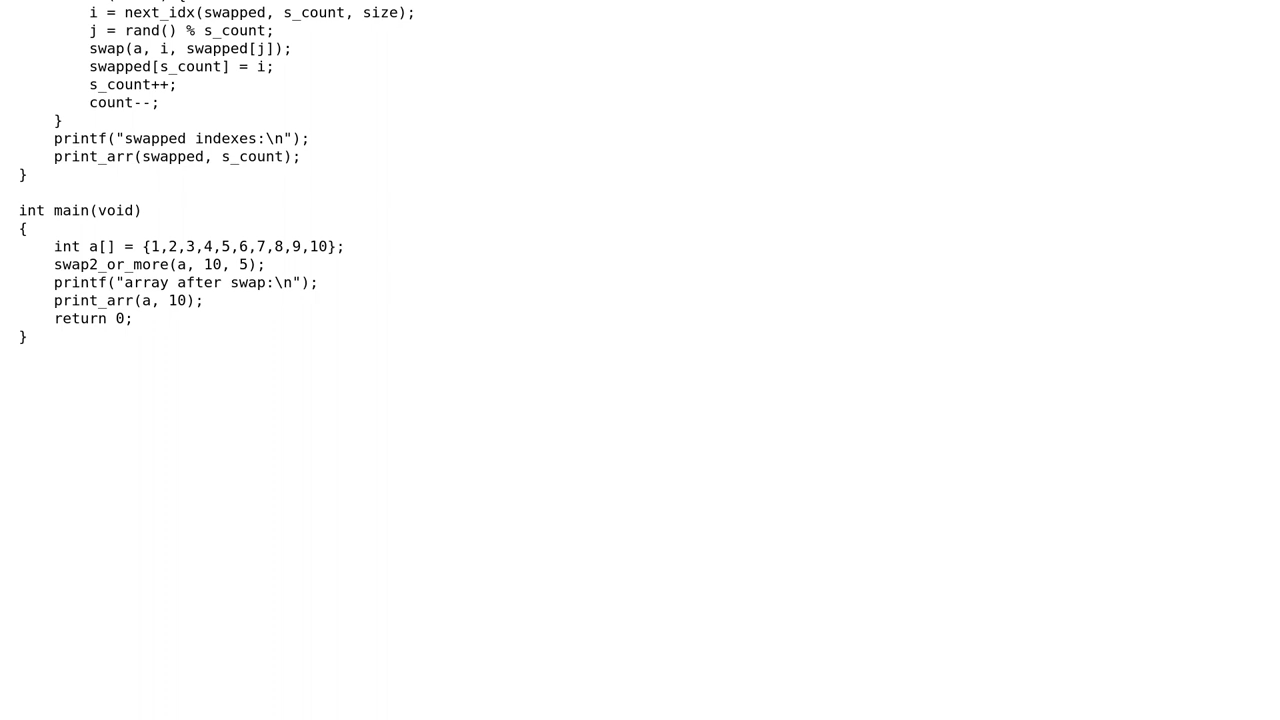 i = next_idx(swapped, s_count, size);
        j = rand() % s_count;
        swap(a, i, swapped[j]);
        swapped[s_count] = i;
        s_count++;
        count--;
    }
    printf("swapped indexes:\n");
    print_arr(swapped, s_count);
}

int main(void)
{
    int a[] = {1,2,3,4,5,6,7,8,9,10};
    swap2_or_more(a, 10, 5);
    printf("array after swap:\n");
    print_arr(a, 10);
    return 0;
}